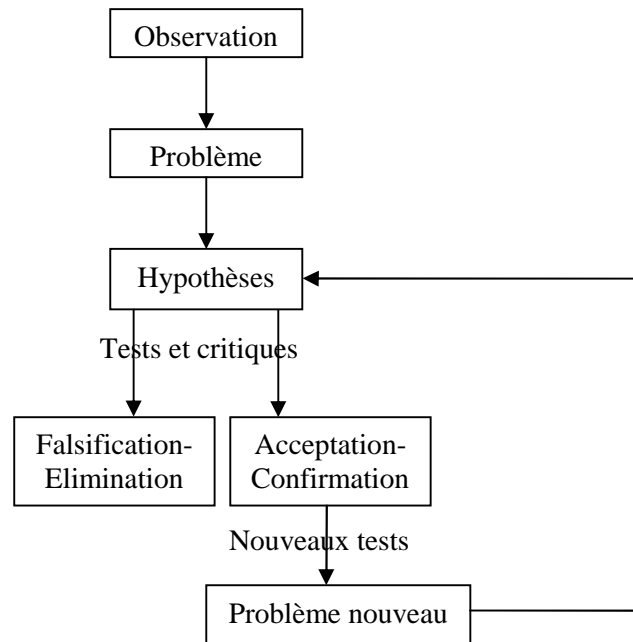 Observation
Problème
Hypothèses
Tests et critiques
Falsification-
Elimination
Acceptation-
Confirmation
Nouveaux tests
Problème nouveau